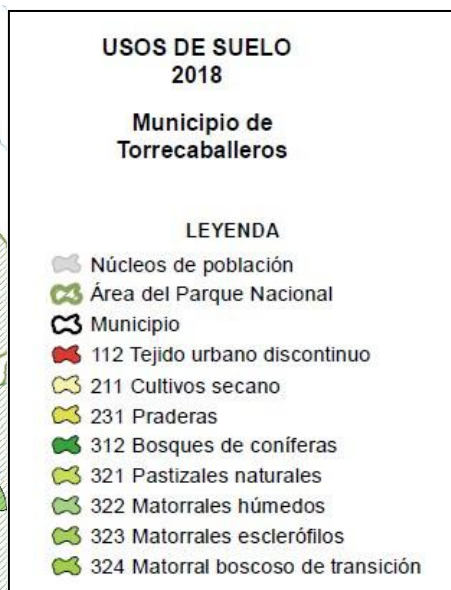 USOS DE SUELO
2018
Municipio de
Torrecaballeros
LEYENDA
Núcleos de población
Área del Parque Nacional
Municipio
112 Tejido urbano discontinuo
211 Cultivos secano
231 Praderas
312 Bosques de coníferas
321 Pastizales naturales
322 Matorrales húmedos
323 Matorrales esclerófilos
324 Matorral boscoso de transición